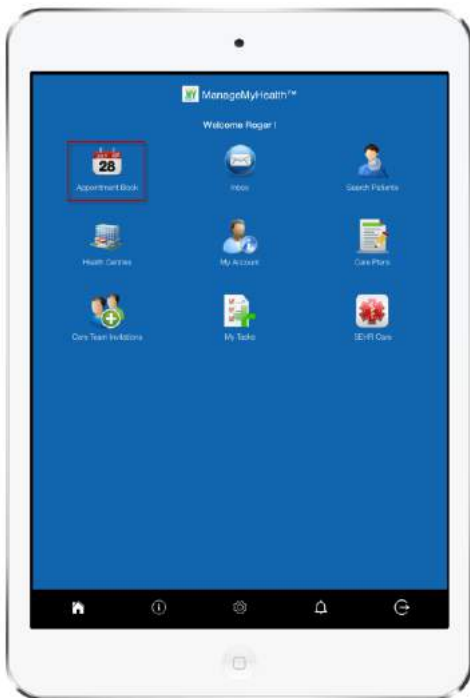 ManageMyHealth™
Welcome Roger !
28
Appointment Book
Inbox
Search Patients
Health Centres
My Account
Care Plans
Care Team Invitations
My Tasks
SEHR Care